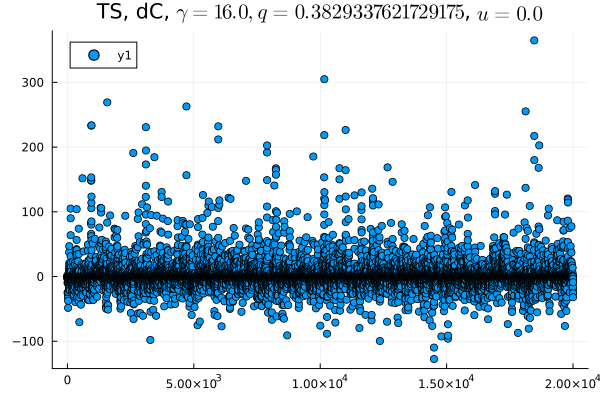 TS, dC, γ = 16.0, q = 0.3829337621729175, u = 0.0
y1
300
200
100
0
−100
0 5.00×10³ 1.00×10⁴ 1.50×10⁴ 2.00×10⁴